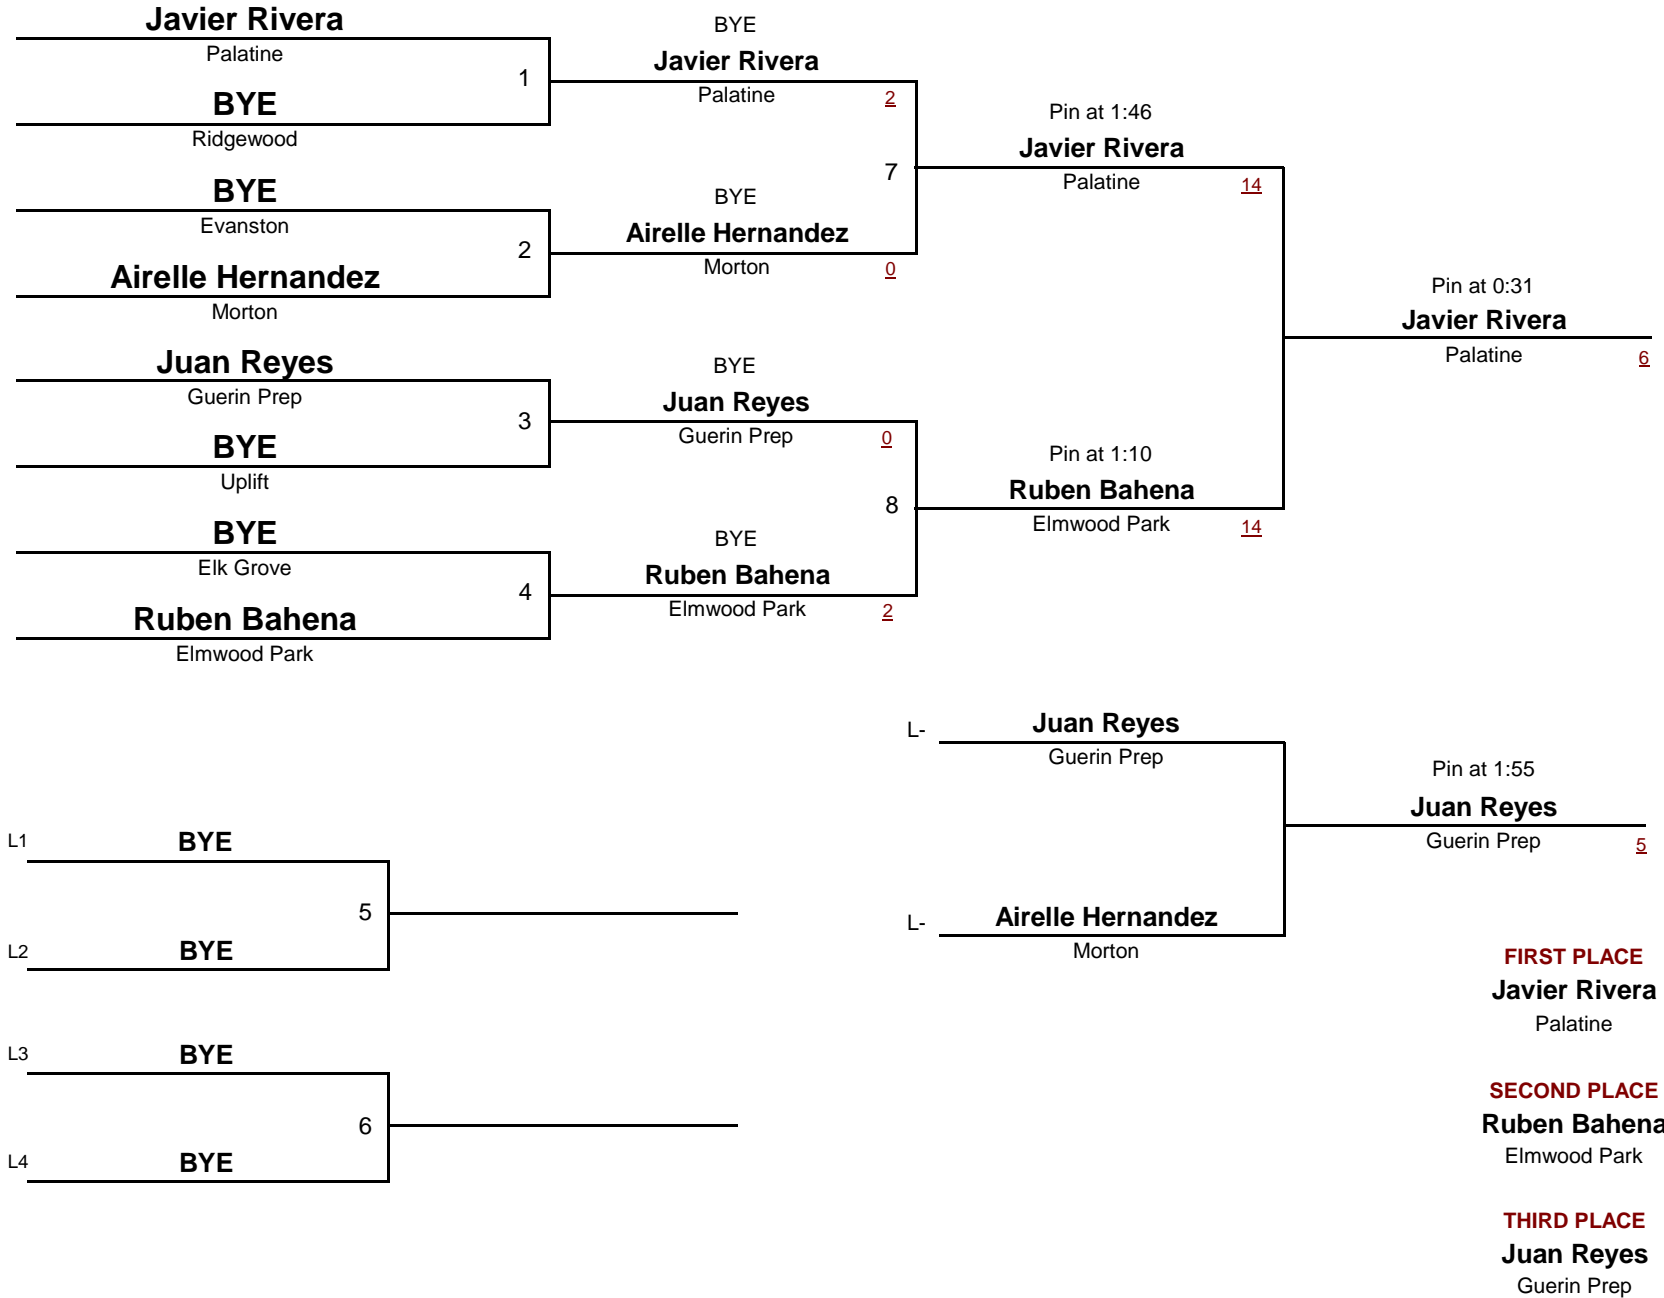 Javier Rivera
Palatine
1
BYE
Ridgewood
BYE
Evanston
2
Airelle Hernandez
Morton
Juan Reyes
Guerin Prep
3
BYE
Uplift
BYE
Elk Grove
4
Ruben Bahena
Elmwood Park
BYE
Javier Rivera
Palatine 2
7
BYE
Airelle Hernandez
Morton 0
BYE
Juan Reyes
Guerin Prep 0
8
BYE
Ruben Bahena
Elmwood Park 2
Pin at 1:46
Javier Rivera
Palatine 14
Pin at 1:10
Ruben Bahena
Elmwood Park 14
Pin at 0:31
Javier Rivera
Palatine 6
L1 BYE
5
L2 BYE
L3 BYE
6
L4 BYE
L- Juan Reyes
Guerin Prep
L- Airelle Hernandez
Morton
Pin at 1:55
Juan Reyes
Guerin Prep 5
FIRST PLACE
Javier Rivera
Palatine
SECOND PLACE
Ruben Bahena
Elmwood Park
THIRD PLACE
Juan Reyes
Guerin Prep